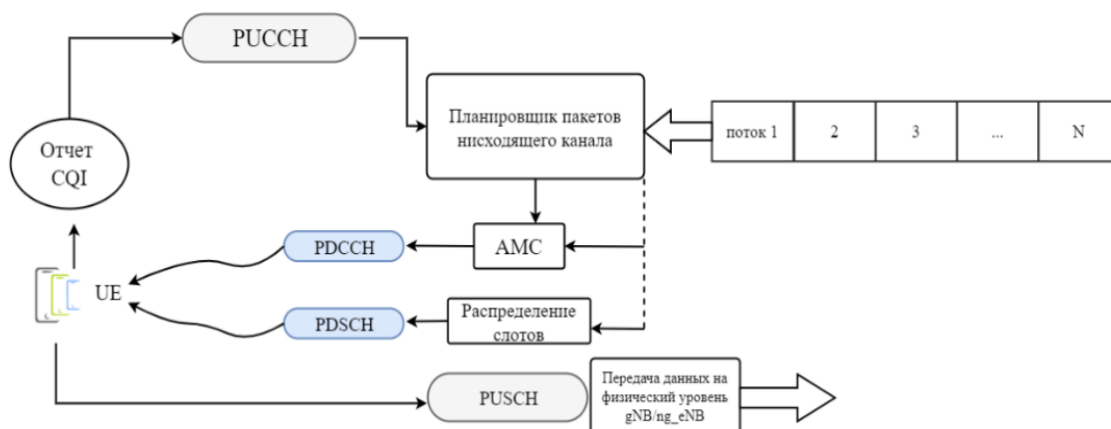 PUCCH
Планировщик пакетов
нисходящего канала
поток 1
2
3
...
N
Отчет
CQI
PDCCH
АМС
UE
PDSCH
Распределение
слотов
PUSCH
Передача данных на
физический уровень
gNB/ng_eNB